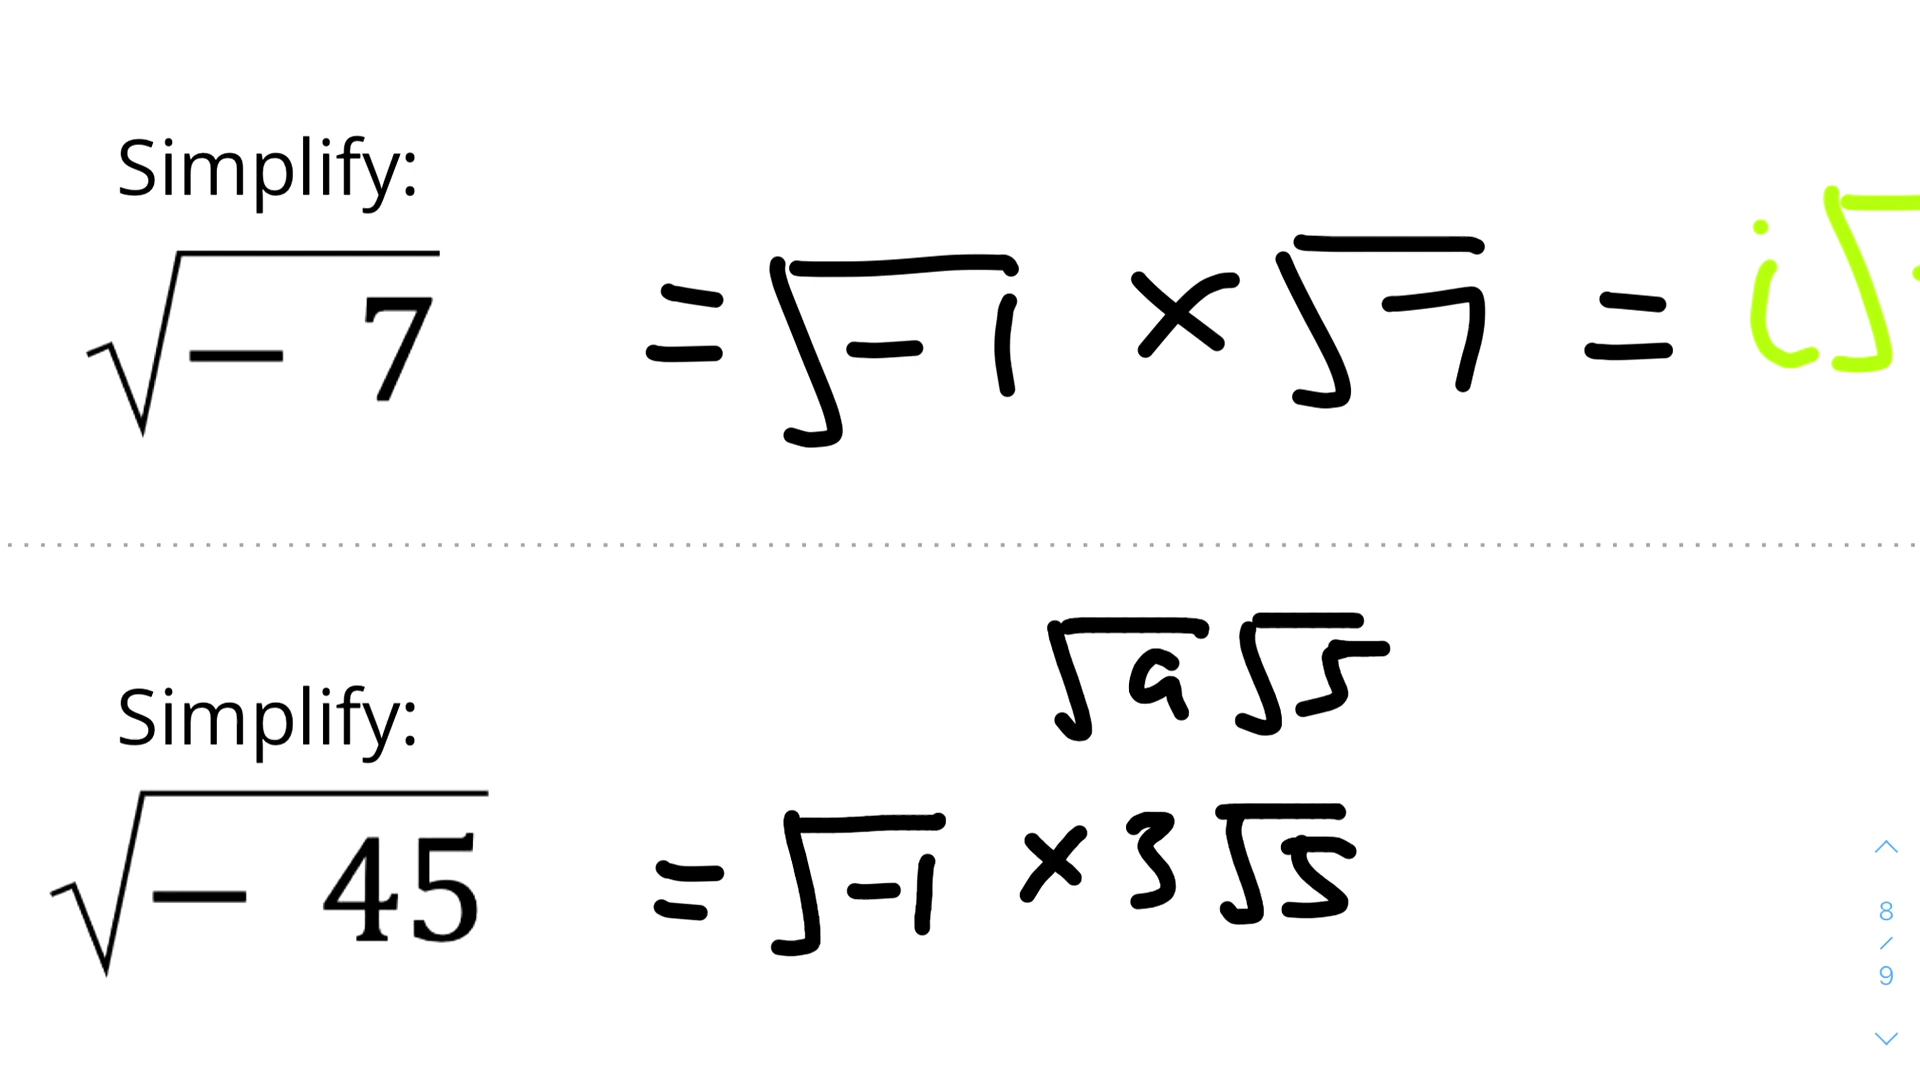 Simplify:
√-7 = √-1 × √7 = i√
√9 √5
Simplify:
√-45 = √-1 × 3√5
8
/
9